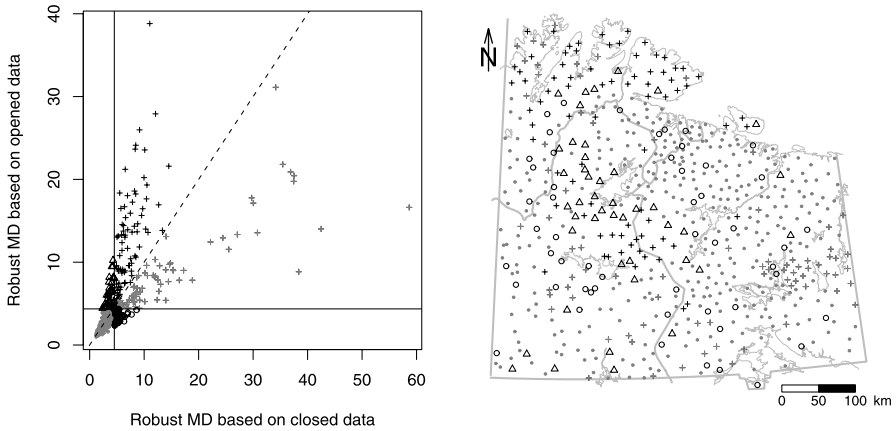 Robust MD based on opened data
40
30
20
10
0
0 10 20 30 40 50 60
Robust MD based on closed data
N
0 50 100 km